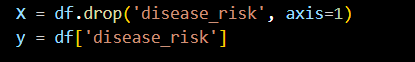 X = df.drop('disease_risk', axis=1)
y = df['disease_risk']